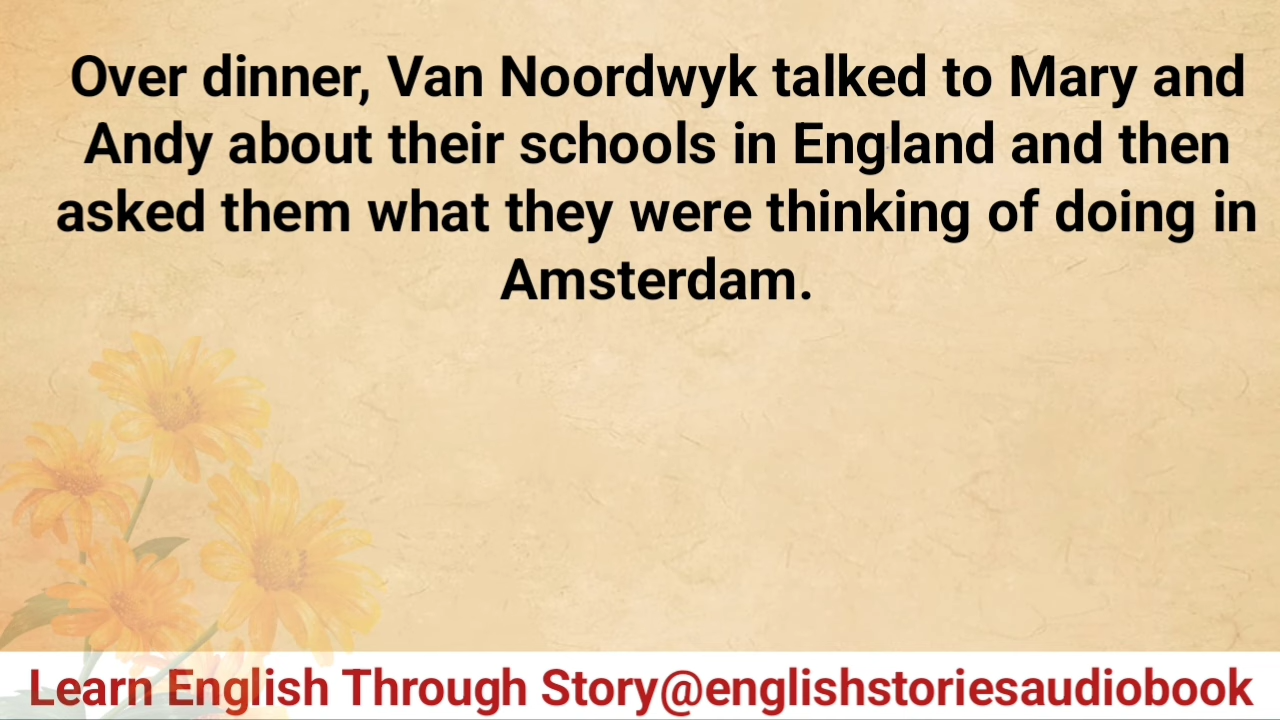 Over dinner, Van Noordwyk talked to Mary and
Andy about their schools in England and then
asked them what they were thinking of doing in
Amsterdam.
Learn English Through Story@englishstoriesaudiobook